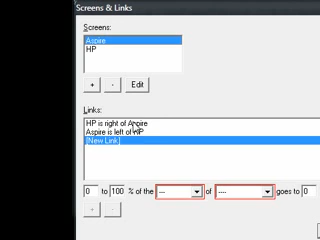 Screens & Links
Screens:
Aspire
HP
+ - Edit
Links:
HP is right of Aspire
Aspire is left of HP
[New Link]
0 to 100 % of the --- of ---- goes to 0
+ -